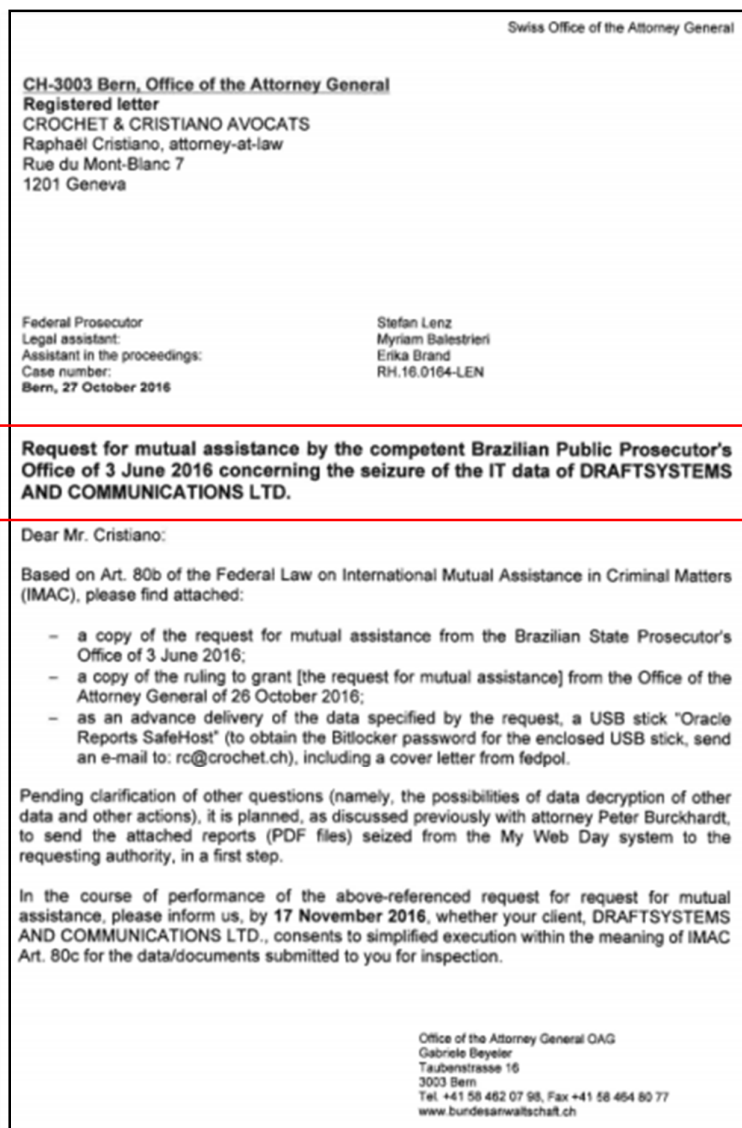 Swiss Office of the Attorney General
CH-3003 Bern, Office of the Attorney General
Registered letter
CROCHET & CRISTIANO AVOCATS
Raphaël Cristiano, attorney-at-law
Rue du Mont-Blanc 7
1201 Geneva
Federal Prosecutor Stefan Lenz
Legal assistant: Myriam Balestrieri
Assistant in the proceedings: Erika Brand
Case number: RH.16.0164-LEN
Bern, 27 October 2016
Request for mutual assistance by the competent Brazilian Public Prosecutor's
Office of 3 June 2016 concerning the seizure of the IT data of DRAFTSYSTEMS
AND COMMUNICATIONS LTD.
Dear Mr. Cristiano:
Based on Art. 80b of the Federal Law on International Mutual Assistance in Criminal Matters
(IMAC), please find attached:
– a copy of the request for mutual assistance from the Brazilian State Prosecutor's
Office of 3 June 2016;
– a copy of the ruling to grant [the request for mutual assistance] from the Office of the
Attorney General of 26 October 2016;
– as an advance delivery of the data specified by the request, a USB stick "Oracle
Reports SafeHost" (to obtain the Bitlocker password for the enclosed USB stick, send
an e-mail to: rc@crochet.ch), including a cover letter from fedpol.
Pending clarification of other questions (namely, the possibilities of data decryption of other
data and other actions), it is planned, as discussed previously with attorney Peter Burckhardt,
to send the attached reports (PDF files) seized from the My Web Day system to the
requesting authority, in a first step.
In the course of performance of the above-referenced request for request for mutual
assistance, please inform us, by 17 November 2016, whether your client, DRAFTSYSTEMS
AND COMMUNICATIONS LTD., consents to simplified execution within the meaning of IMAC
Art. 80c for the data/documents submitted to you for inspection.
Office of the Attorney General OAG
Gabriele Beyeler
Taubenstrasse 16
3003 Bern
Tel. +41 58 462 07 98, Fax +41 58 464 80 77
www.bundesanwaltschaft.ch